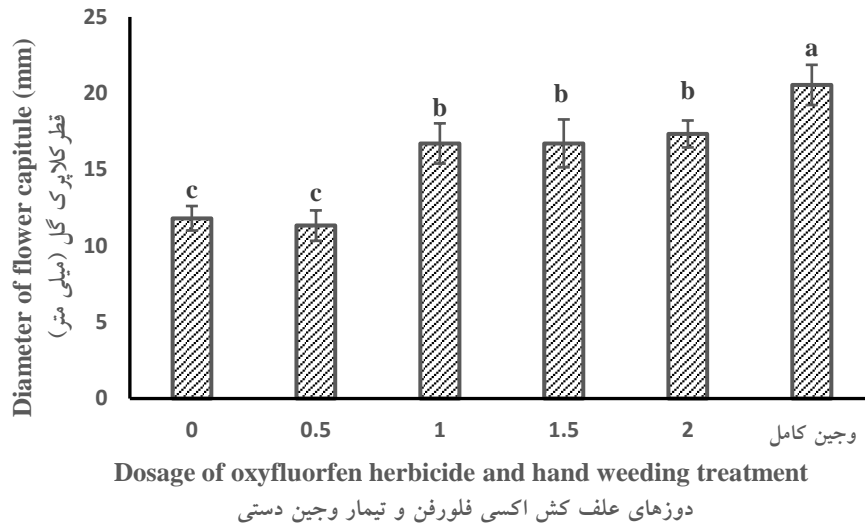 Diameter of flower capitule (mm)
قطر کلاپرک گل (میلی متر)
25
20
15
10
5
0
c
c
b
b
b
a
0
0.5
1
1.5
2
وجین کامل
Dosage of oxyfluorfen herbicide and hand weeding treatment
دوزهای علف کش اکسی فلورفن و تیمار وجین دستی